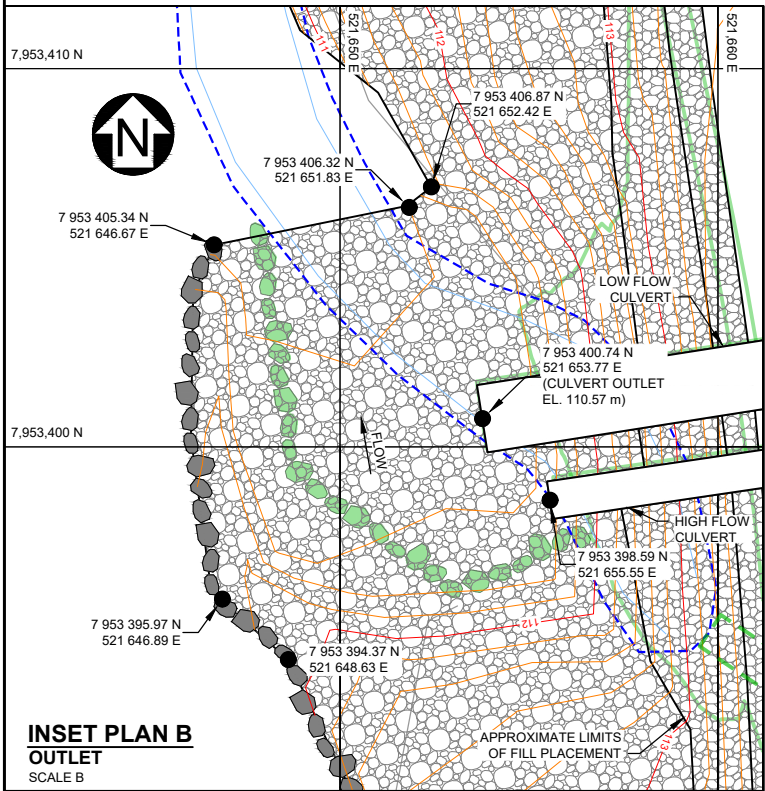 7,953,410 N
521,650 E
521,660 E
111
112
113
N
7 953 406.87 N
521 652.42 E
7 953 406.32 N
521 651.83 E
7 953 405.34 N
521 646.67 E
LOW FLOW
CULVERT
7 953 400.74 N
521 653.77 E
(CULVERT OUTLET
EL. 110.57 m)
7,953,400 N
FLOW
HIGH FLOW
CULVERT
7 953 398.59 N
521 655.55 E
7 953 395.97 N
521 646.89 E
112
7 953 394.37 N
521 648.63 E
APPROXIMATE LIMITS
OF FILL PLACEMENT
113
INSET PLAN B
OUTLET
SCALE B